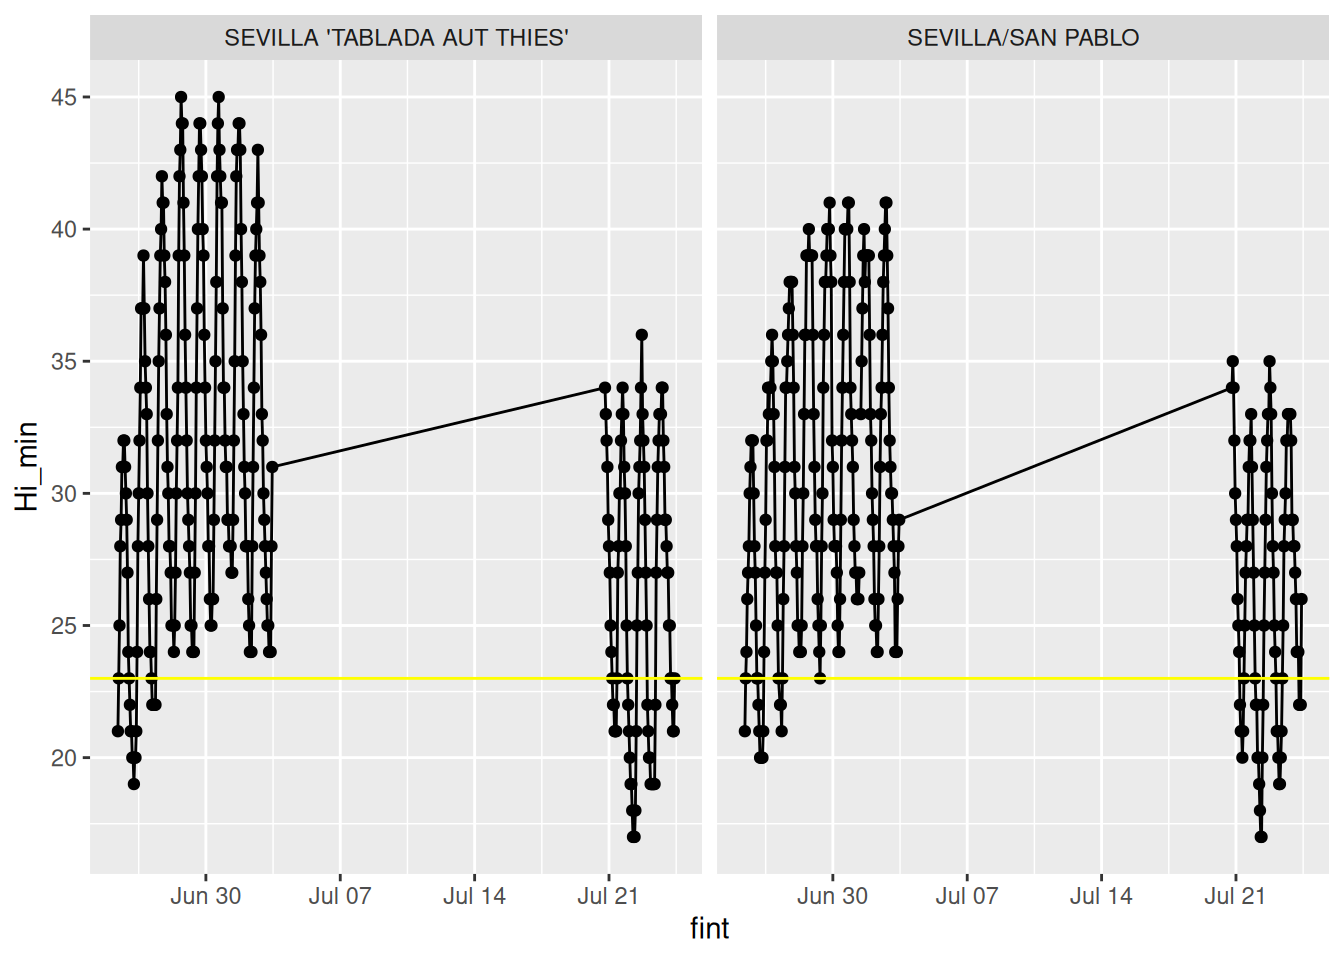 SEVILLA 'TABLADA AUT THIES'
SEVILLA/SAN PABLO
45
40
35
30
25
20
Hi_min
Jun 30
Jul 07
Jul 14
Jul 21
Jun 30
Jul 07
Jul 14
Jul 21
fint